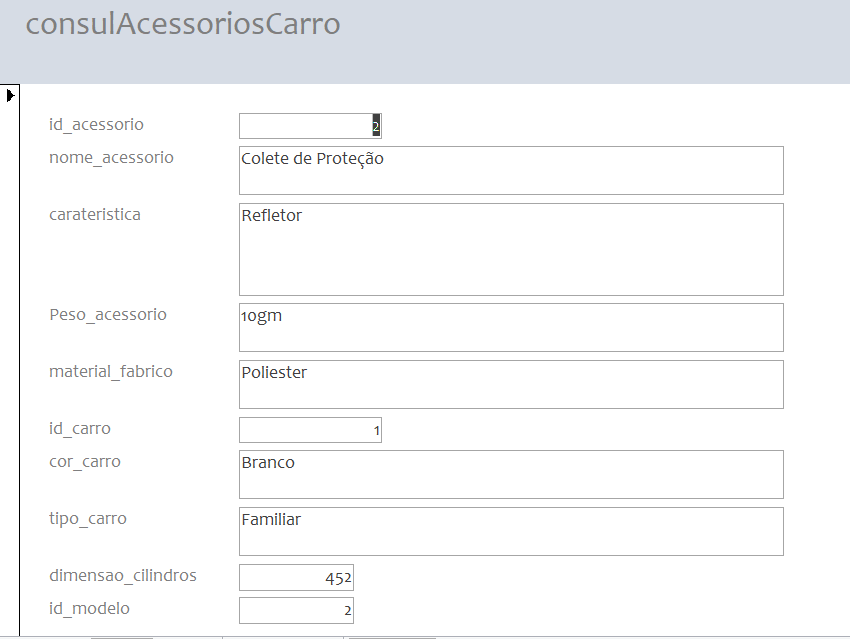 consulAcessoriosCarro
id_acessorio 2
nome_acessorio Colete de Proteção
carateristica Refletor
Peso_acessorio 10gm
material_fabrico Poliester
id_carro 1
cor_carro Branco
tipo_carro Familiar
dimensao_cilindros 452
id_modelo 2